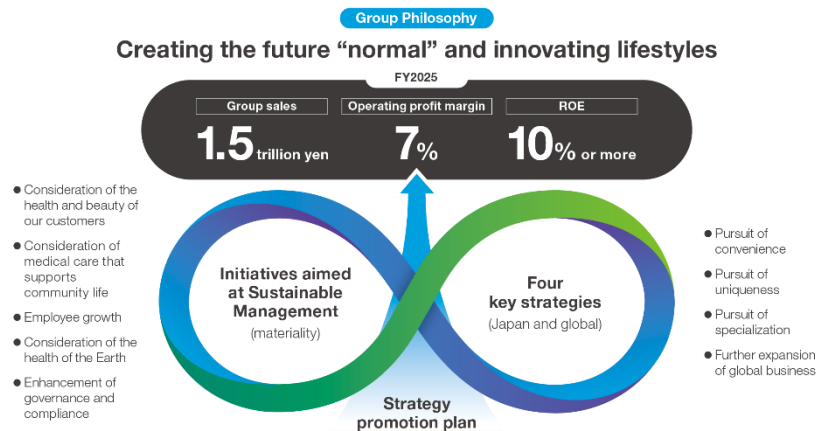 Group Philosophy
Creating the future “normal” and innovating lifestyles
FY2025
Group sales
1.5 trillion yen
Operating profit margin
7%
ROE
10% or more
● Consideration of the
health and beauty of
our customers
● Consideration of
medical care that
supports
community life
● Employee growth
● Consideration of the
health of the Earth
● Enhancement of
governance and
compliance
Initiatives aimed
at Sustainable
Management
(materiality)
Four
key strategies
(Japan and global)
● Pursuit of
convenience
● Pursuit of
uniqueness
● Pursuit of
specialization
● Further expansion
of global business
Strategy
promotion plan